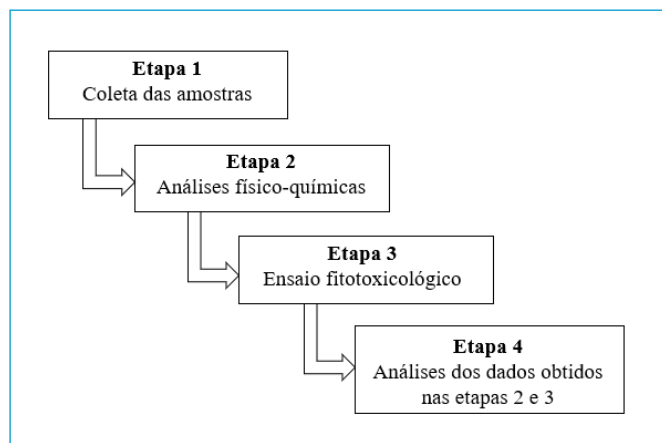 Etapa 1
Coleta das amostras
Etapa 2
Análises físico-químicas
Etapa 3
Ensaio fitotoxicológico
Etapa 4
Análises dos dados obtidos
nas etapas 2 e 3